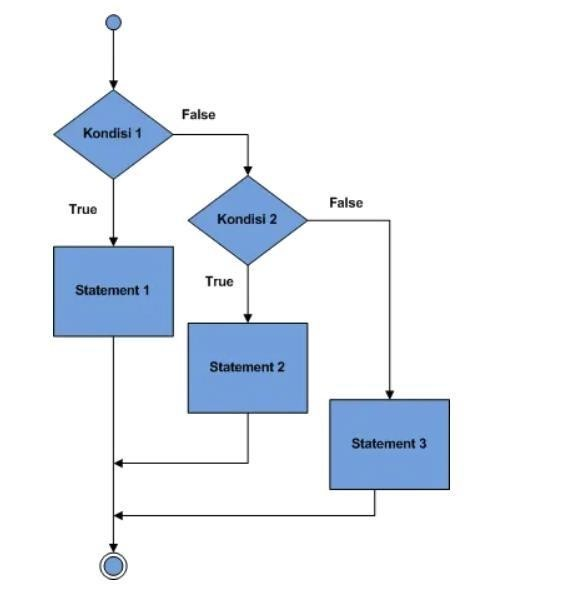 False
Kondisi 1
False
True
Kondisi 2
True
Statement 1
Statement 2
Statement 3